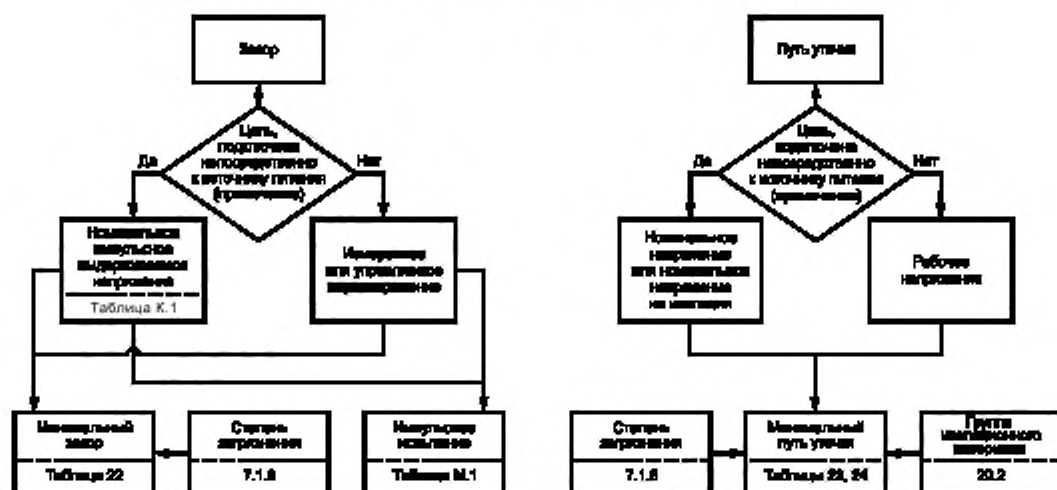 Зазор
Цепь,
подключена
непосредственно
к источнику питания
(примечание)
Да
Нет
Номинальное
импульсное
выдерживаемое
напряжение
Таблица К.1
Измеренное
или управляемое
перенапряжение
Минимальный
зазор
Таблица 22
Степень
загрязнения
7.1.6
Импульсное
испытание
Таблица М.1
Путь утечки
Цепь,
подключена
непосредственно
к источнику питания
(примечание)
Да
Нет
Номинальное
напряжение
или номинальное
напряжение
по изоляции
Рабочее
напряжение
Степень
загрязнения
7.1.6
Минимальный
путь утечки
Таблицы 23, 24
Группа
изоляционного
материала
20.2